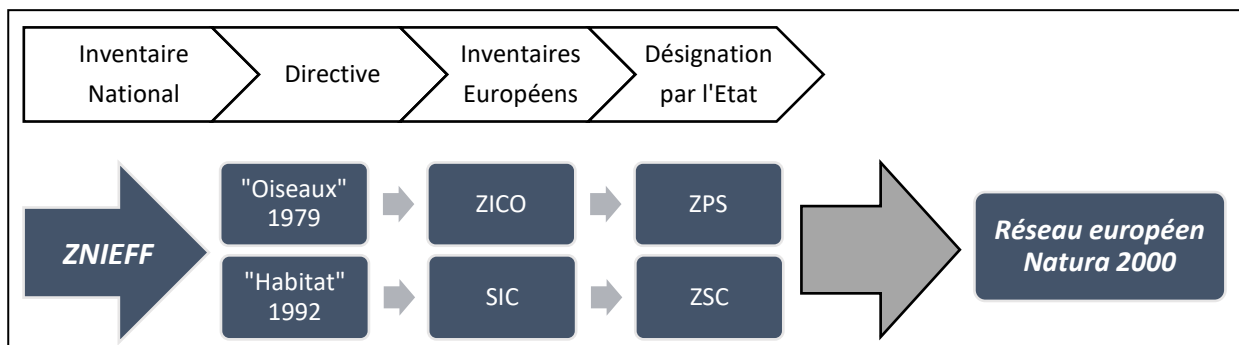 Inventaire
National
Directive
Inventaires
Européens
Désignation
par l'Etat
ZNIEFF
"Oiseaux"
1979
ZICO
ZPS
"Habitat"
1992
SIC
ZSC
Réseau européen
Natura 2000